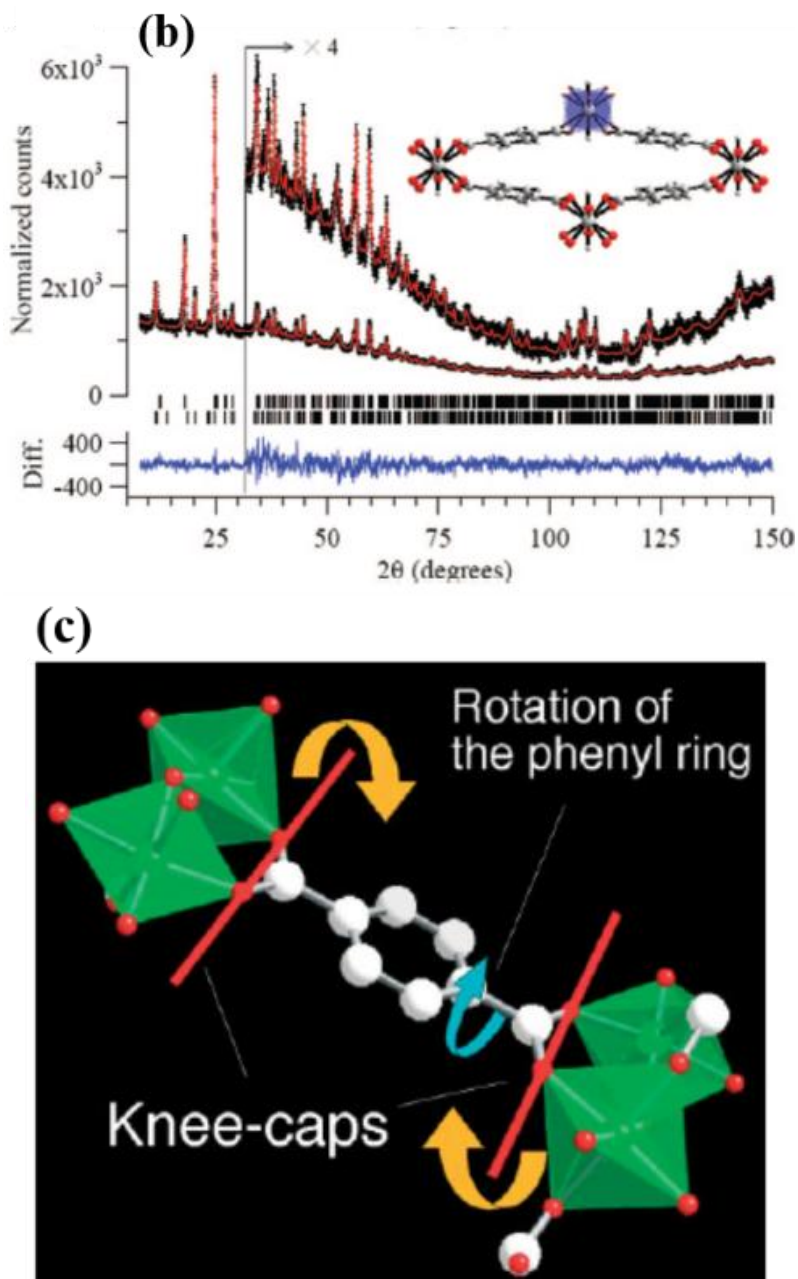 (b)
× 4
6x10³
4x10³
2x10³
0
Normalized counts
400
0
-400
Diff.
25
50
75
100
125
150
2θ (degrees)
(c)
Rotation of
the phenyl ring
Knee-caps